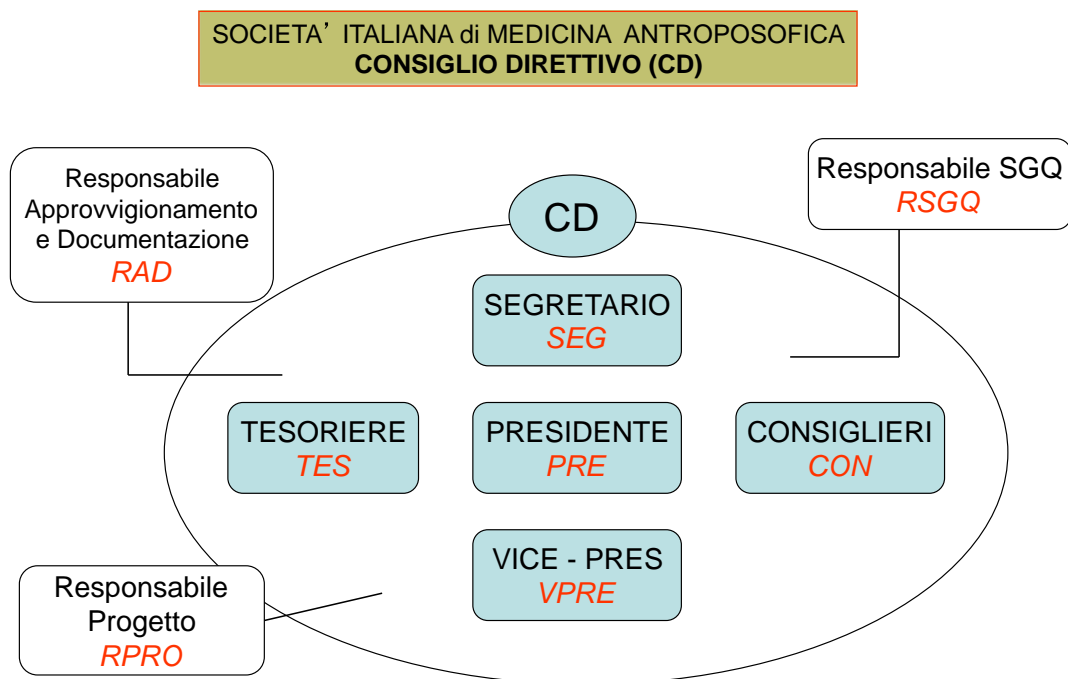 SOCIETA’ ITALIANA di MEDICINA ANTROPOSOFICA
CONSIGLIO DIRETTIVO (CD)
Responsabile
Approvvigionamento
e Documentazione
RAD
Responsabile SGQ
RSGQ
CD
SEGRETARIO
SEG
TESORIERE
TES
PRESIDENTE
PRE
CONSIGLIERI
CON
VICE - PRES
VPRE
Responsabile
Progetto
RPRO